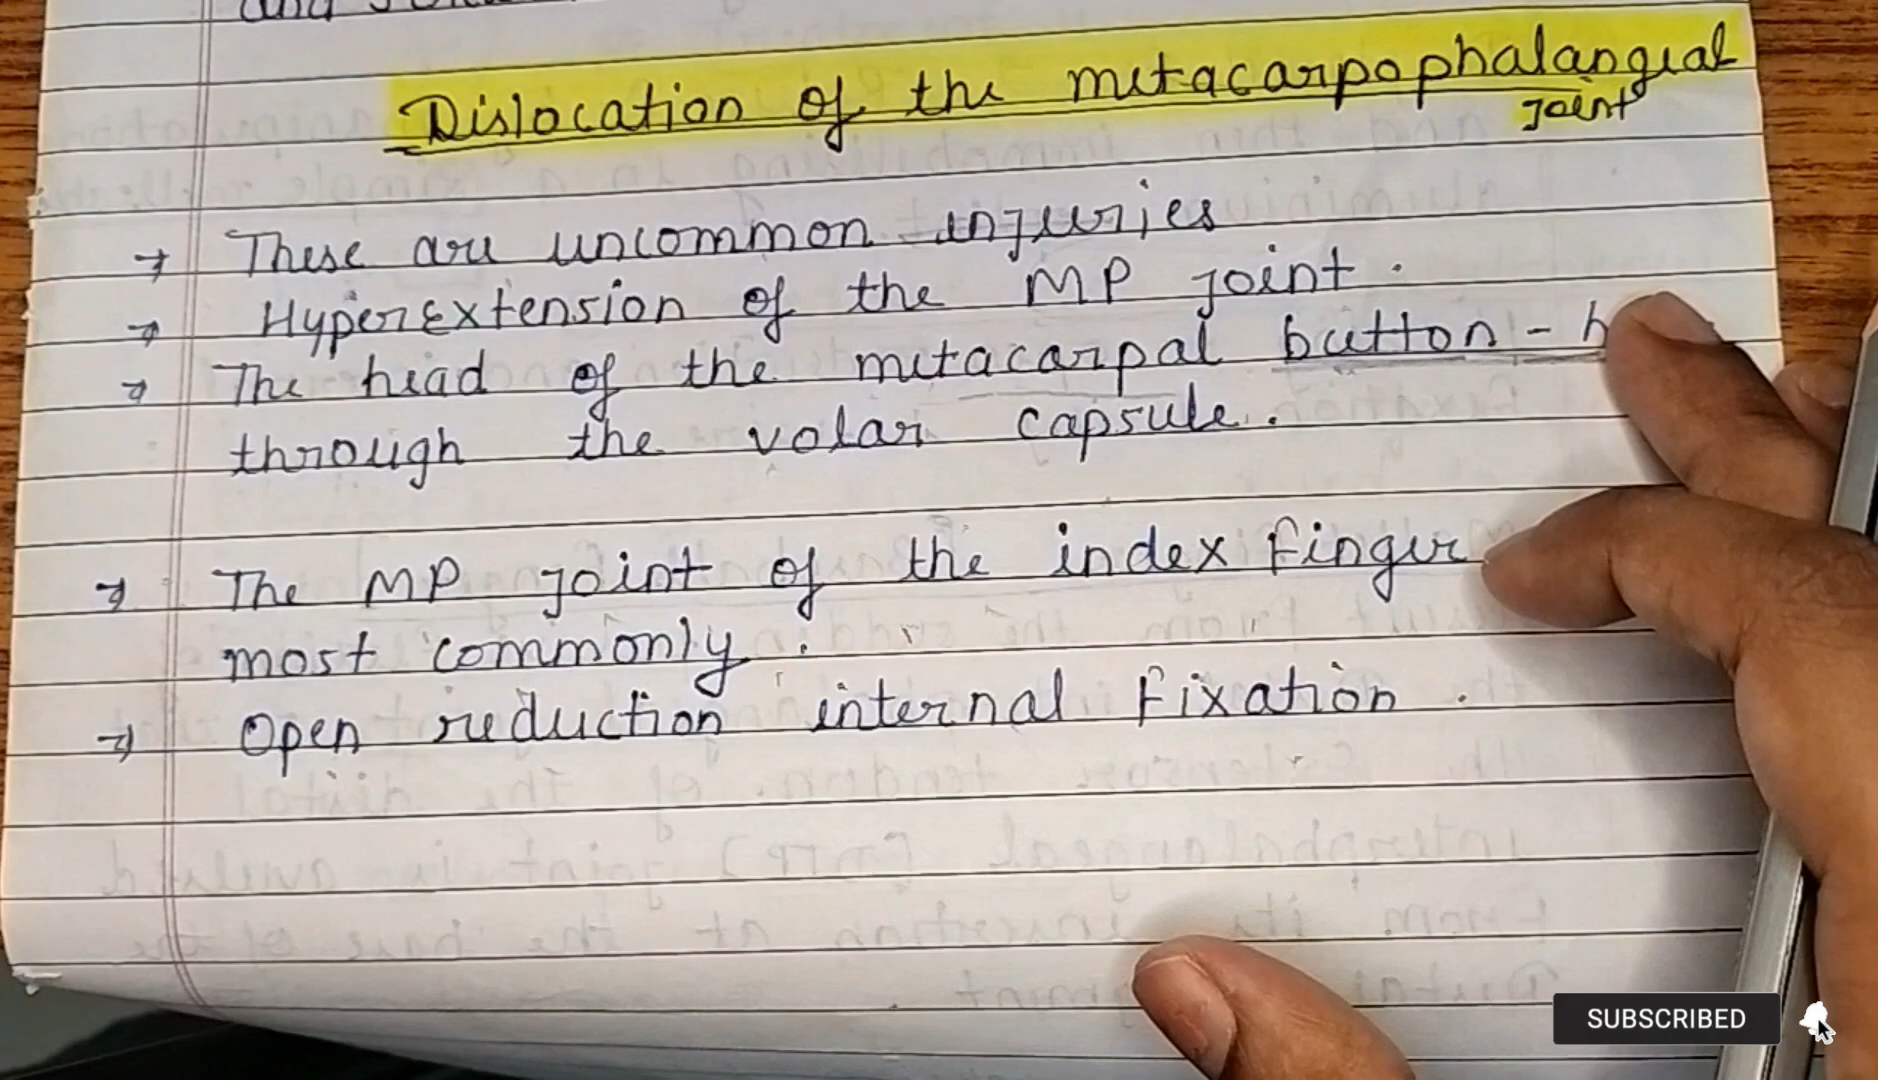 Dislocation of the metacarpophalangeal
joint
→ These are uncommon injuries
→ Hyperextension of the MP joint.
→ The head of the metacarpal button - h
through the volar capsule.
→ The MP joint of the index finger
most commonly.
→ Open reduction internal fixation.
SUBSCRIBED